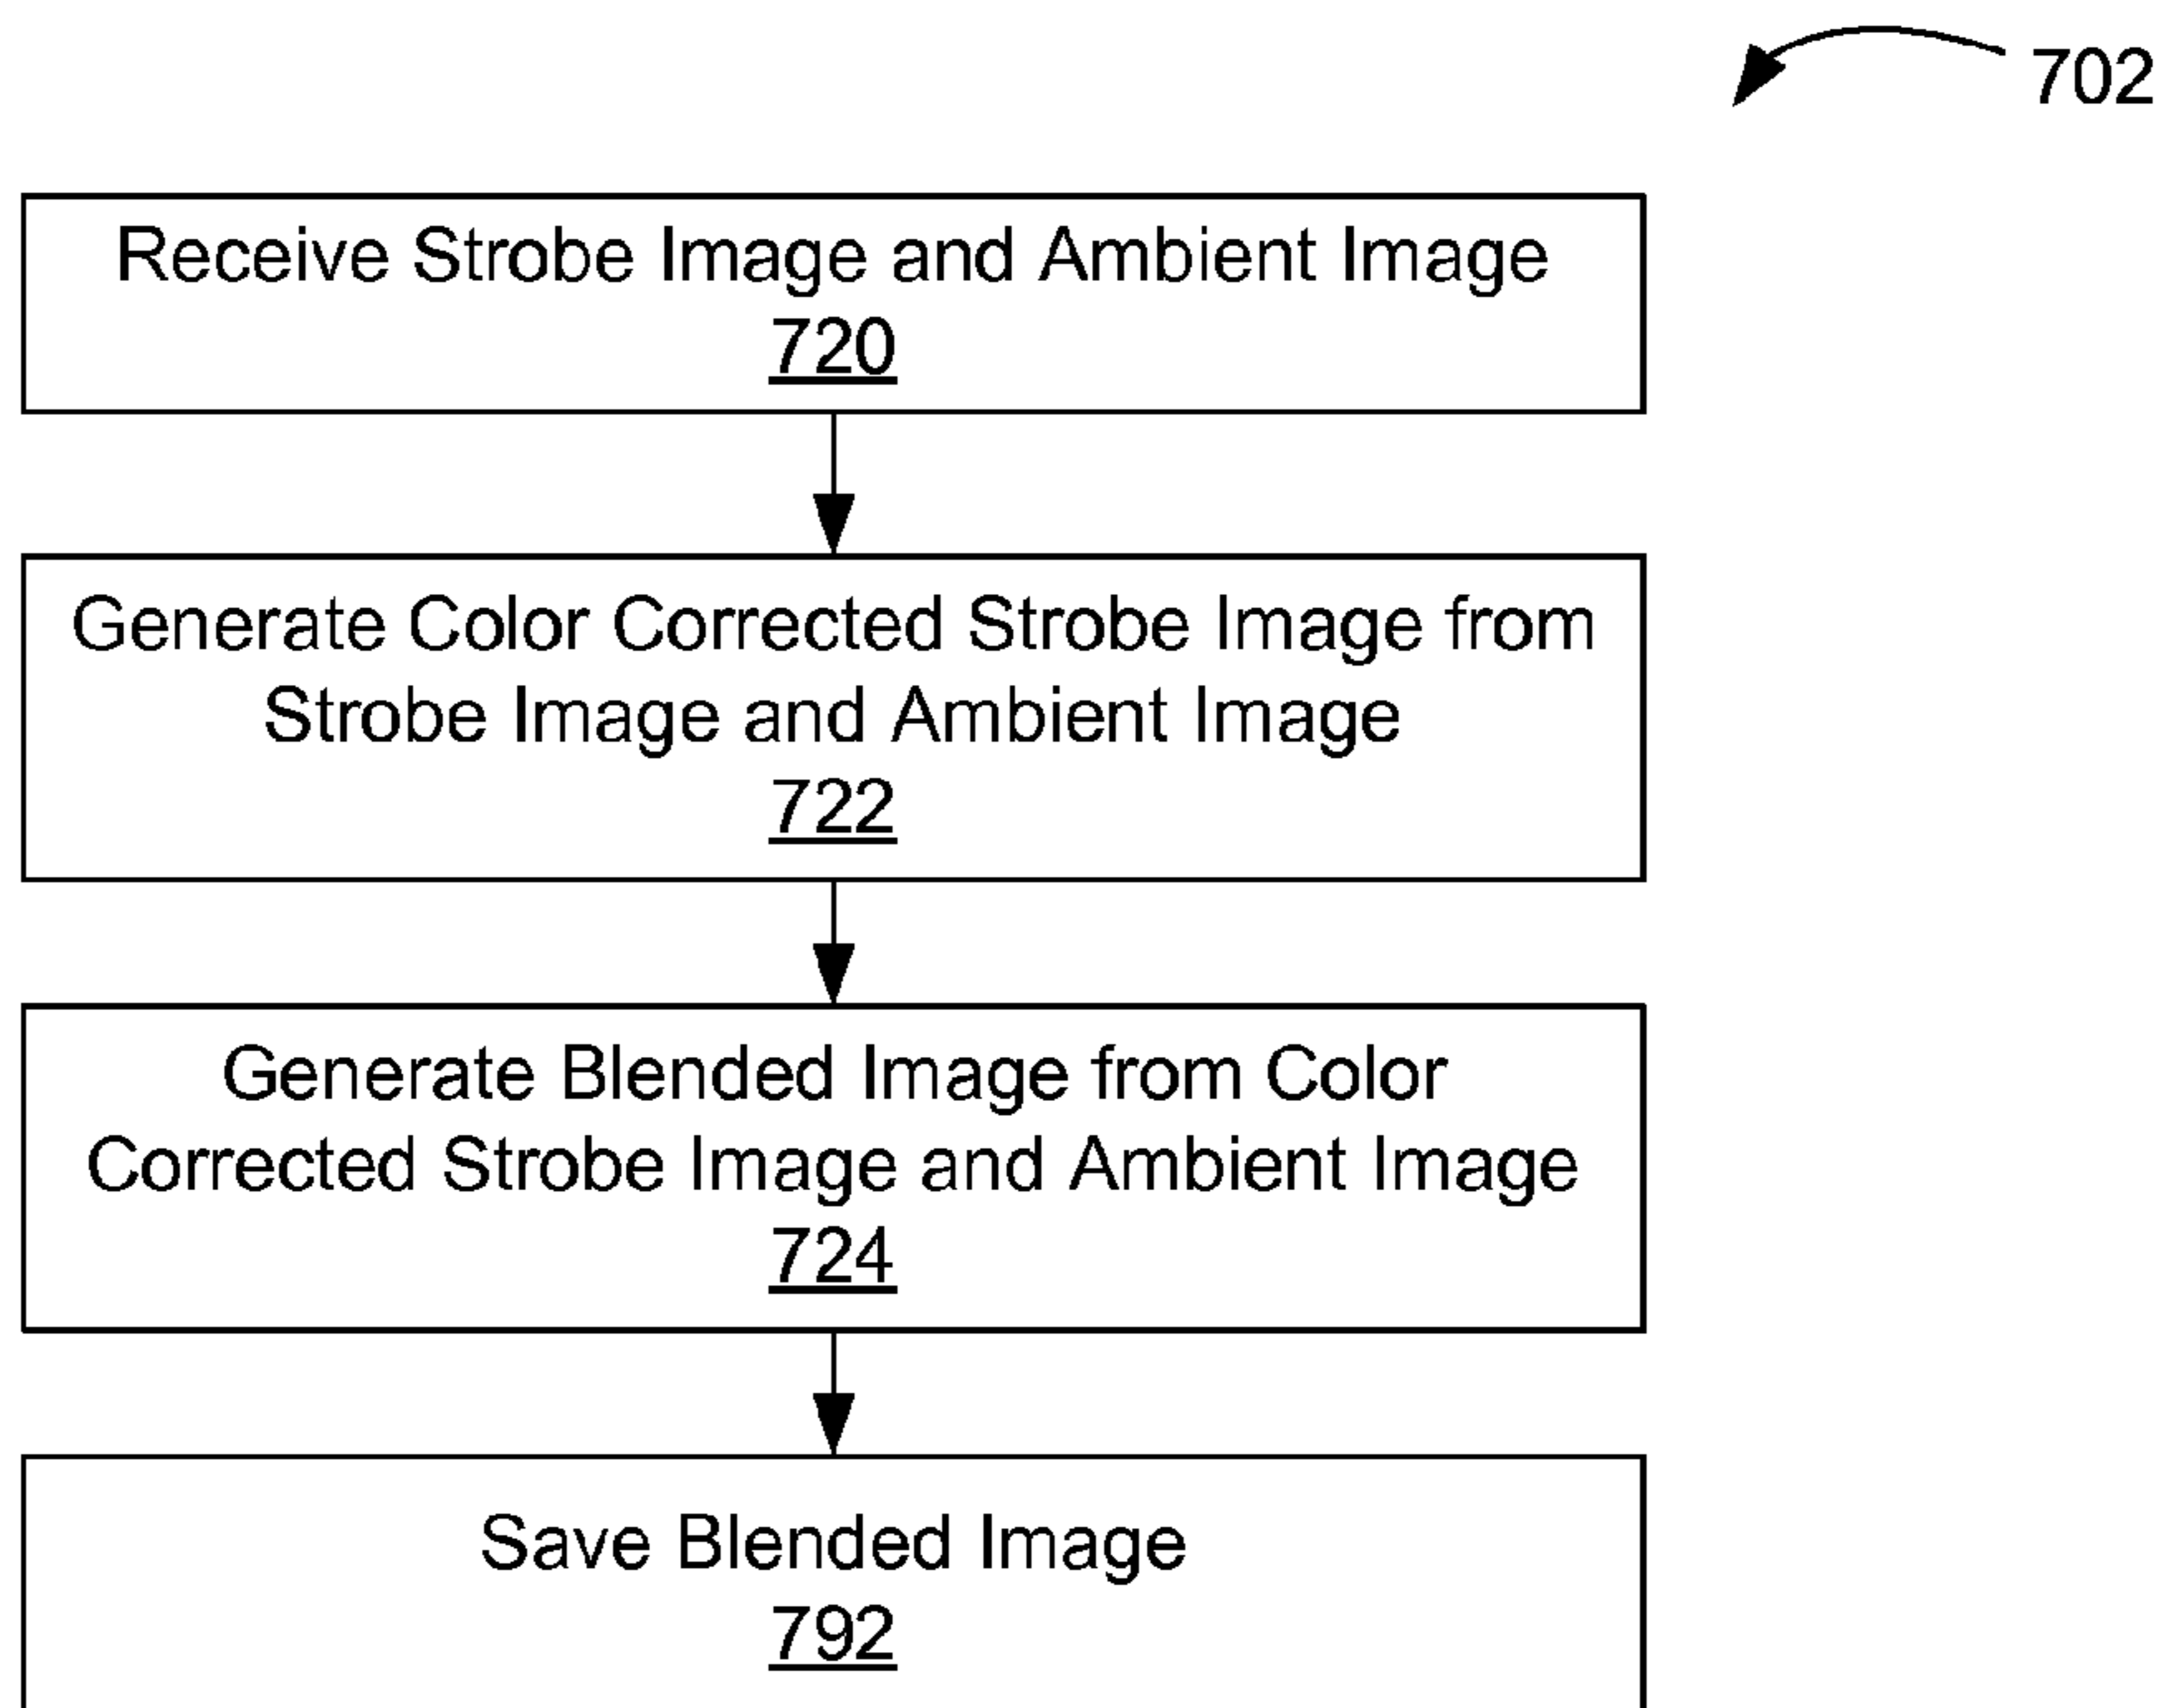 702
Receive Strobe Image and Ambient Image
720
Generate Color Corrected Strobe Image from
Strobe Image and Ambient Image
722
Generate Blended Image from Color
Corrected Strobe Image and Ambient Image
724
Save Blended Image
792